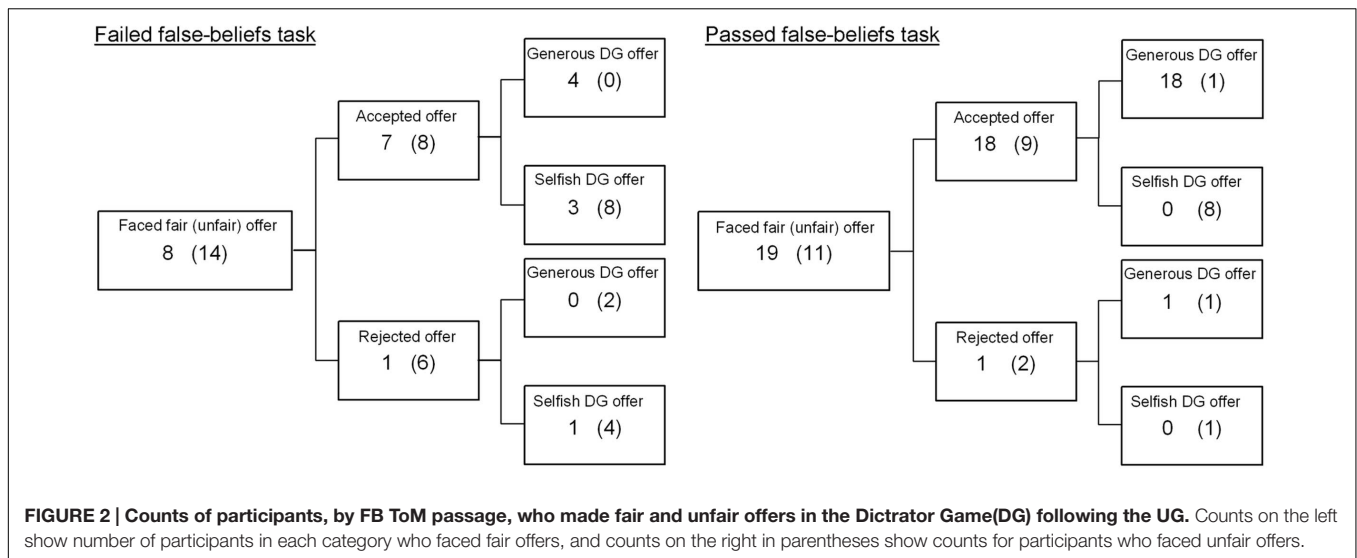 Failed false-beliefs task
Generous DG offer
4 (0)
Accepted offer
7 (8)
Selfish DG offer
3 (8)
Faced fair (unfair) offer
8 (14)
Generous DG offer
0 (2)
Rejected offer
1 (6)
Selfish DG offer
1 (4)
Passed false-beliefs task
Generous DG offer
18 (1)
Accepted offer
18 (9)
Selfish DG offer
0 (8)
Faced fair (unfair) offer
19 (11)
Generous DG offer
1 (1)
Rejected offer
1 (2)
Selfish DG offer
0 (1)
FIGURE 2 | Counts of participants, by FB ToM passage, who made fair and unfair offers in the Dictrator Game(DG) following the UG. Counts on the left
show number of participants in each category who faced fair offers, and counts on the right in parentheses show counts for participants who faced unfair offers.